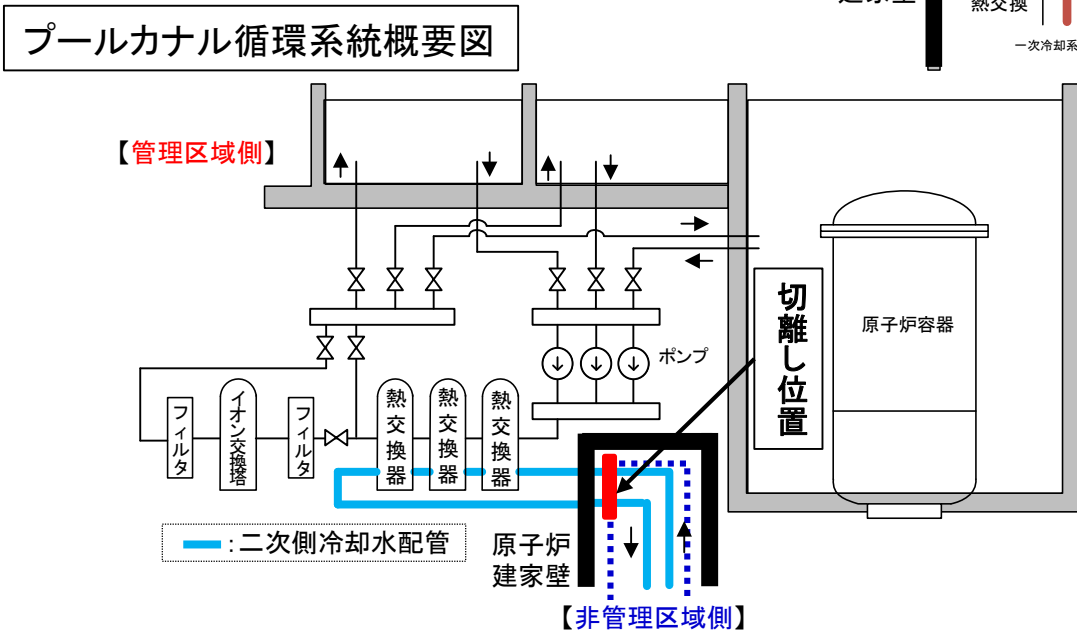 建家壁
熱交換
一次冷却系
プールカナル循環系統概要図
【管理区域側】
切離し位置
原子炉容器
ポンプ
フィルタ
イオン交換塔
フィルタ
熱交換器
熱交換器
熱交換器
:二次側冷却水配管
原子炉
建家壁
【非管理区域側】